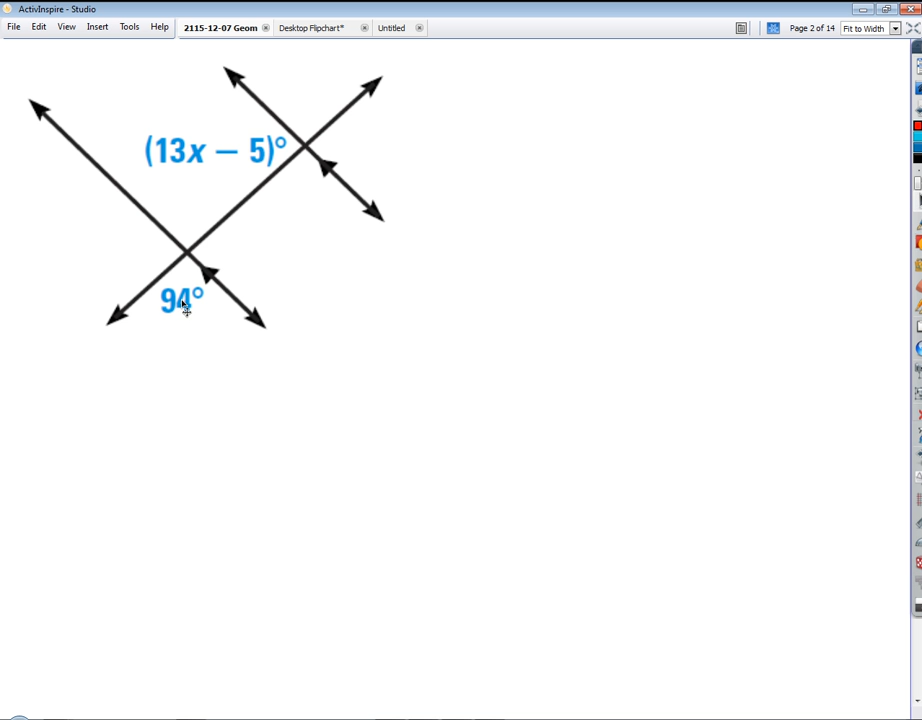 ActivInspire - Studio
File Edit View Insert Tools Help 2115-12-07 Geom Desktop Flipchart* Untitled Page 2 of 14 Fit to Width
(13x − 5)°
94°